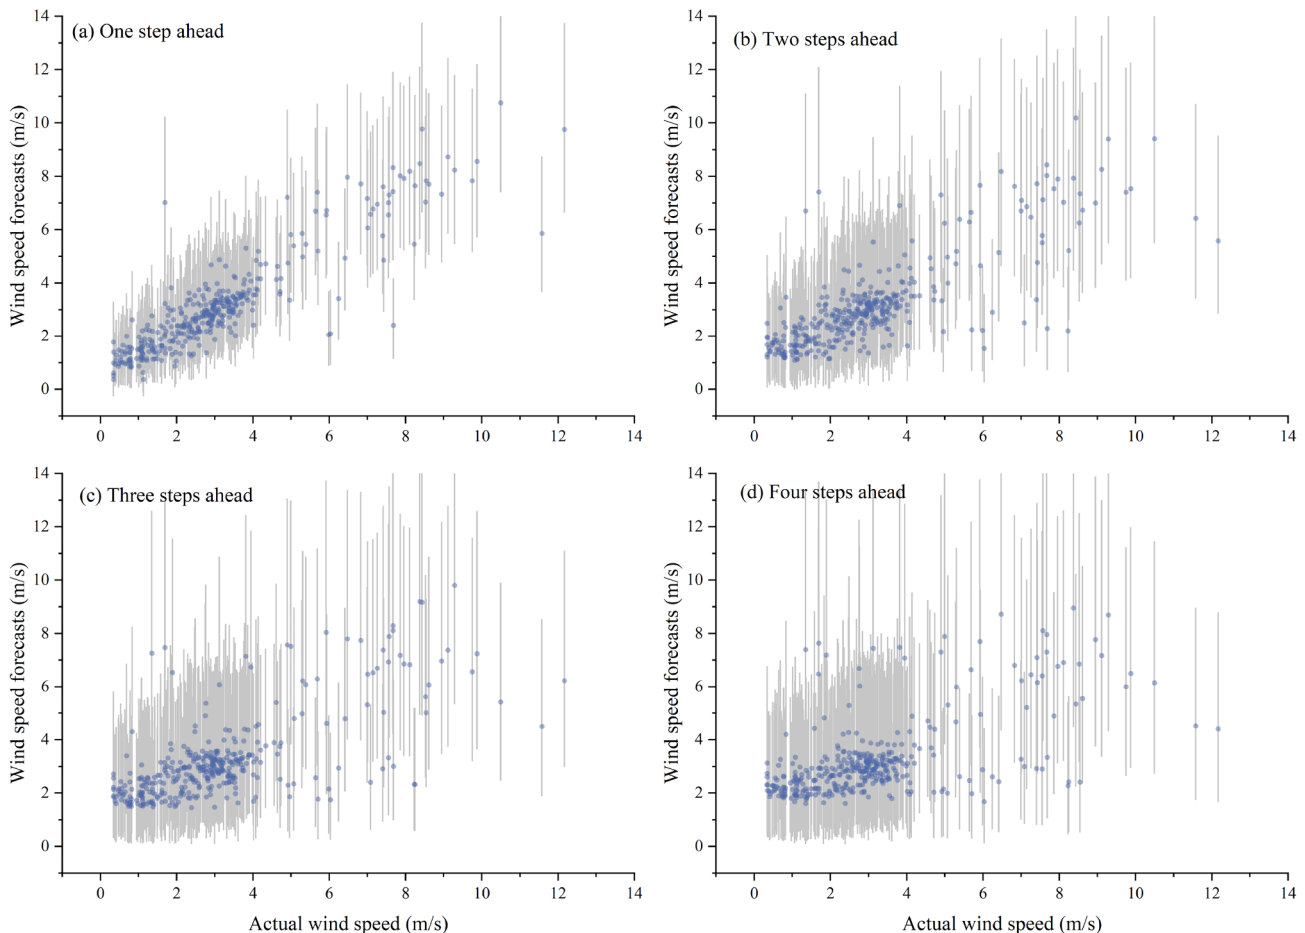 (a) One step ahead
Wind speed forecasts (m/s)
14
12
10
8
6
4
2
0
0 2 4 6 8 10 12 14
(b) Two steps ahead
Wind speed forecasts (m/s)
14
12
10
8
6
4
2
0
0 2 4 6 8 10 12 14
(c) Three steps ahead
Wind speed forecasts (m/s)
14
12
10
8
6
4
2
0
0 2 4 6 8 10 12 14
Actual wind speed (m/s)
(d) Four steps ahead
Wind speed forecasts (m/s)
14
12
10
8
6
4
2
0
0 2 4 6 8 10 12 14
Actual wind speed (m/s)